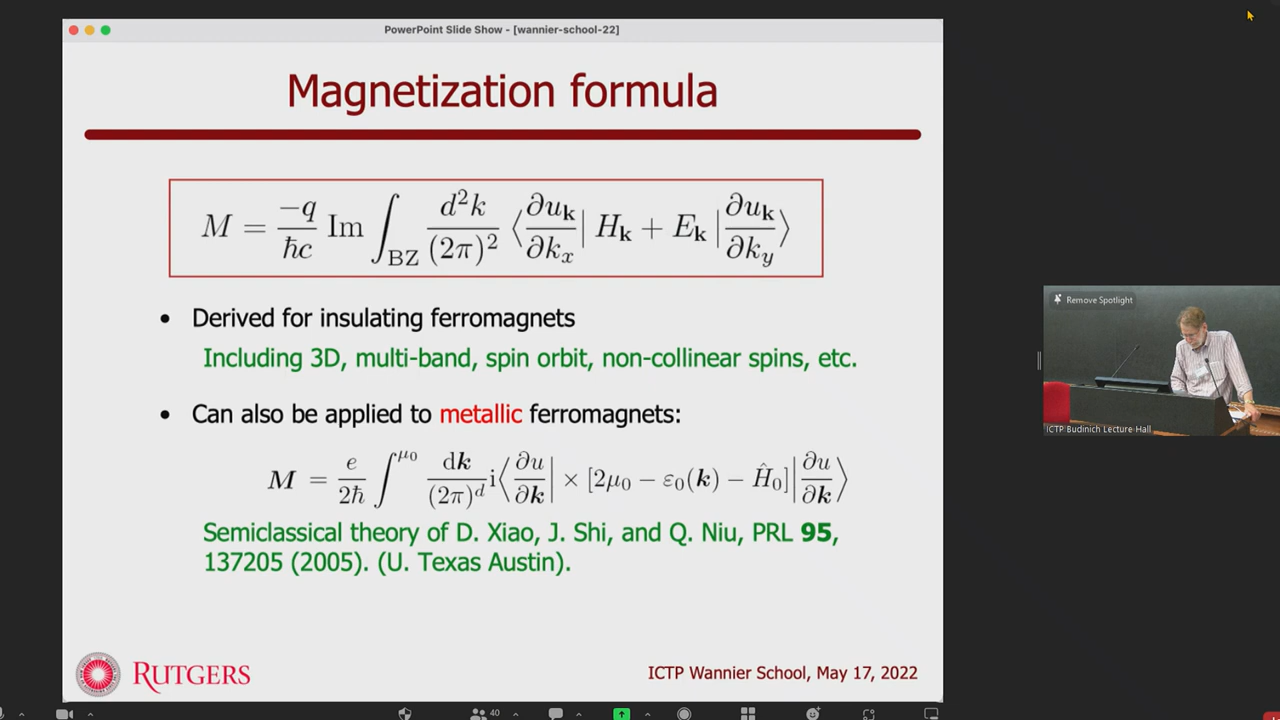 PowerPoint Slide Show - [wannier-school-22]
Magnetization formula
M = −q/ħc Im ∫_BZ d²k/(2π)² ⟨∂u_k/∂k_x| H_k + E_k |∂u_k/∂k_y⟩
• Derived for insulating ferromagnets
Including 3D, multi-band, spin orbit, non-collinear spins, etc.
• Can also be applied to metallic ferromagnets:
M = e/2ħ ∫^μ₀ dk/(2π)^d i⟨∂u/∂k| × [2μ₀ − ε₀(k) − Ĥ₀]|∂u/∂k⟩
Semiclassical theory of D. Xiao, J. Shi, and Q. Niu, PRL 95,
137205 (2005). (U. Texas Austin).
RUTGERS
ICTP Wannier School, May 17, 2022
Remove Spotlight
ICTP Budinich Lecture Hall
40